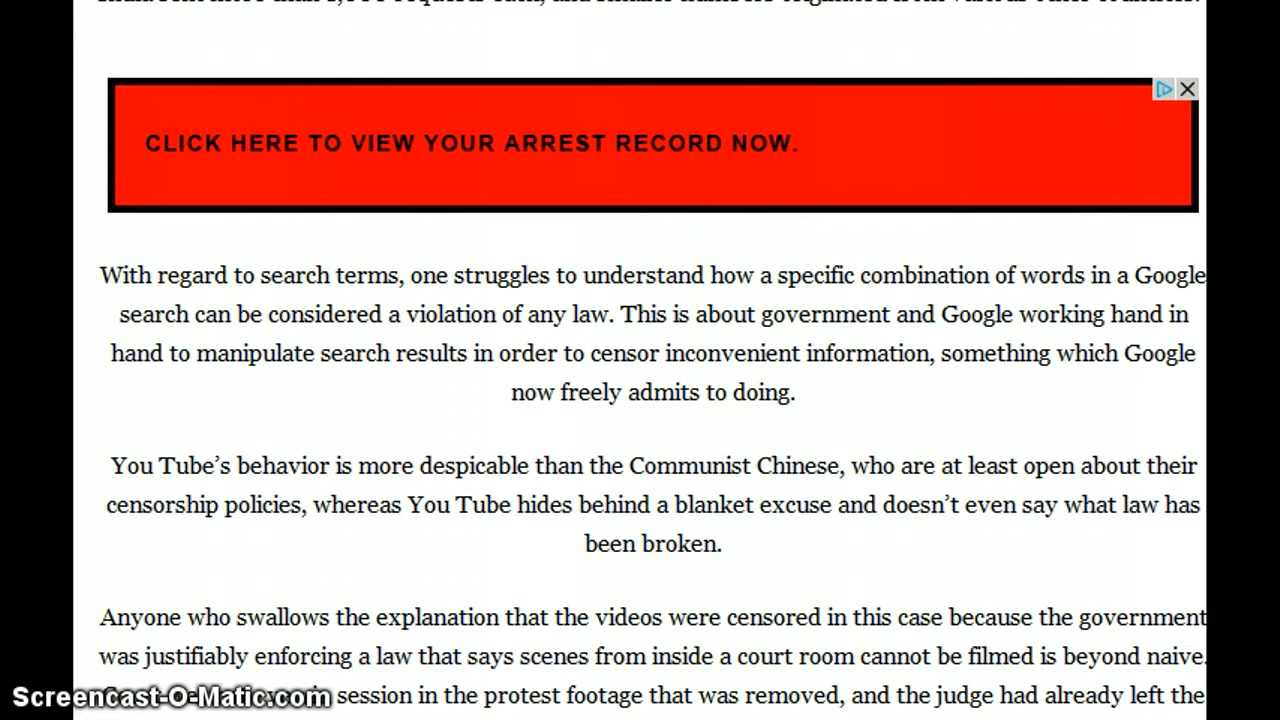 CLICK HERE TO VIEW YOUR ARREST RECORD NOW.
With regard to search terms, one struggles to understand how a specific combination of words in a Google
search can be considered a violation of any law. This is about government and Google working hand in
hand to manipulate search results in order to censor inconvenient information, something which Google
now freely admits to doing.
You Tube’s behavior is more despicable than the Communist Chinese, who are at least open about their
censorship policies, whereas You Tube hides behind a blanket excuse and doesn’t even say what law has
been broken.
Anyone who swallows the explanation that the videos were censored in this case because the government
was justifiably enforcing a law that says scenes from inside a court room cannot be filmed is beyond naive.
session in the protest footage that was removed, and the judge had already left the
Screencast-O-Matic.com